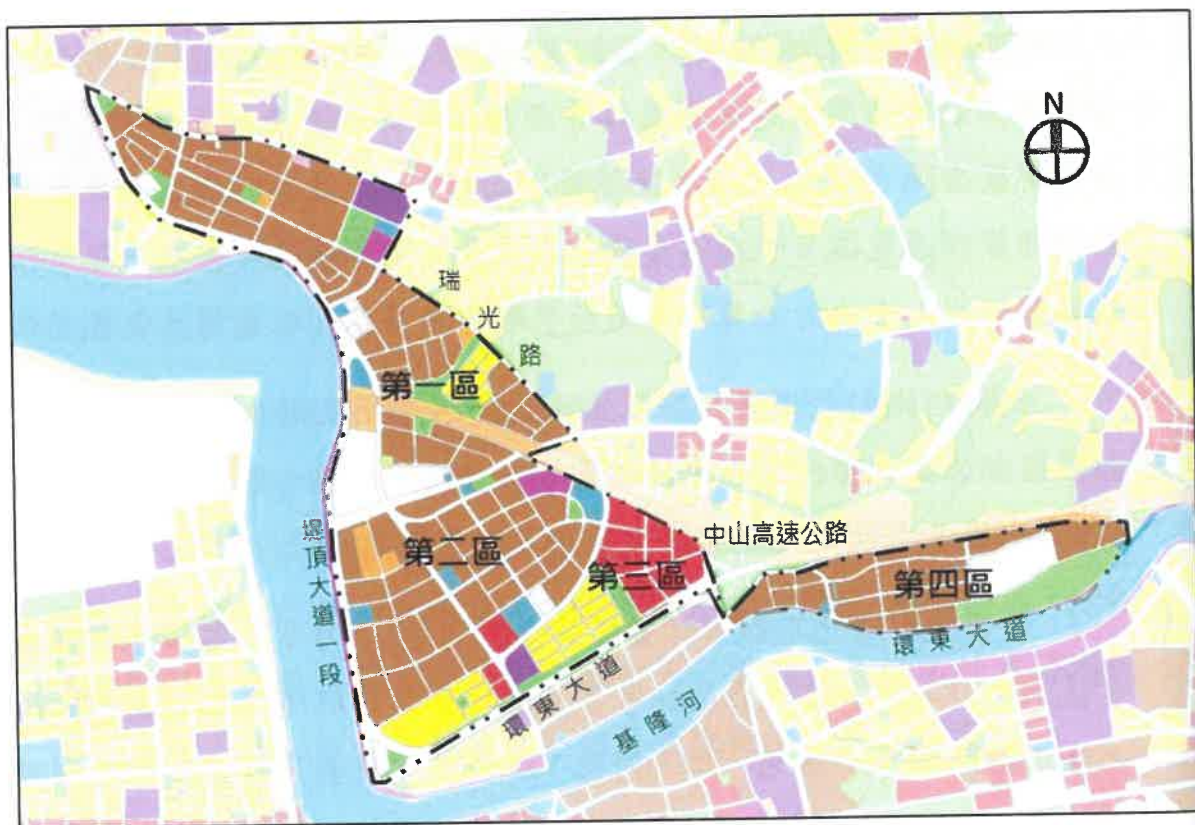 N
瑞光路
第一區
中山高速公路
第二區
第三區
第四區
堤頂大道一段
環東大道
環東大道
基隆河